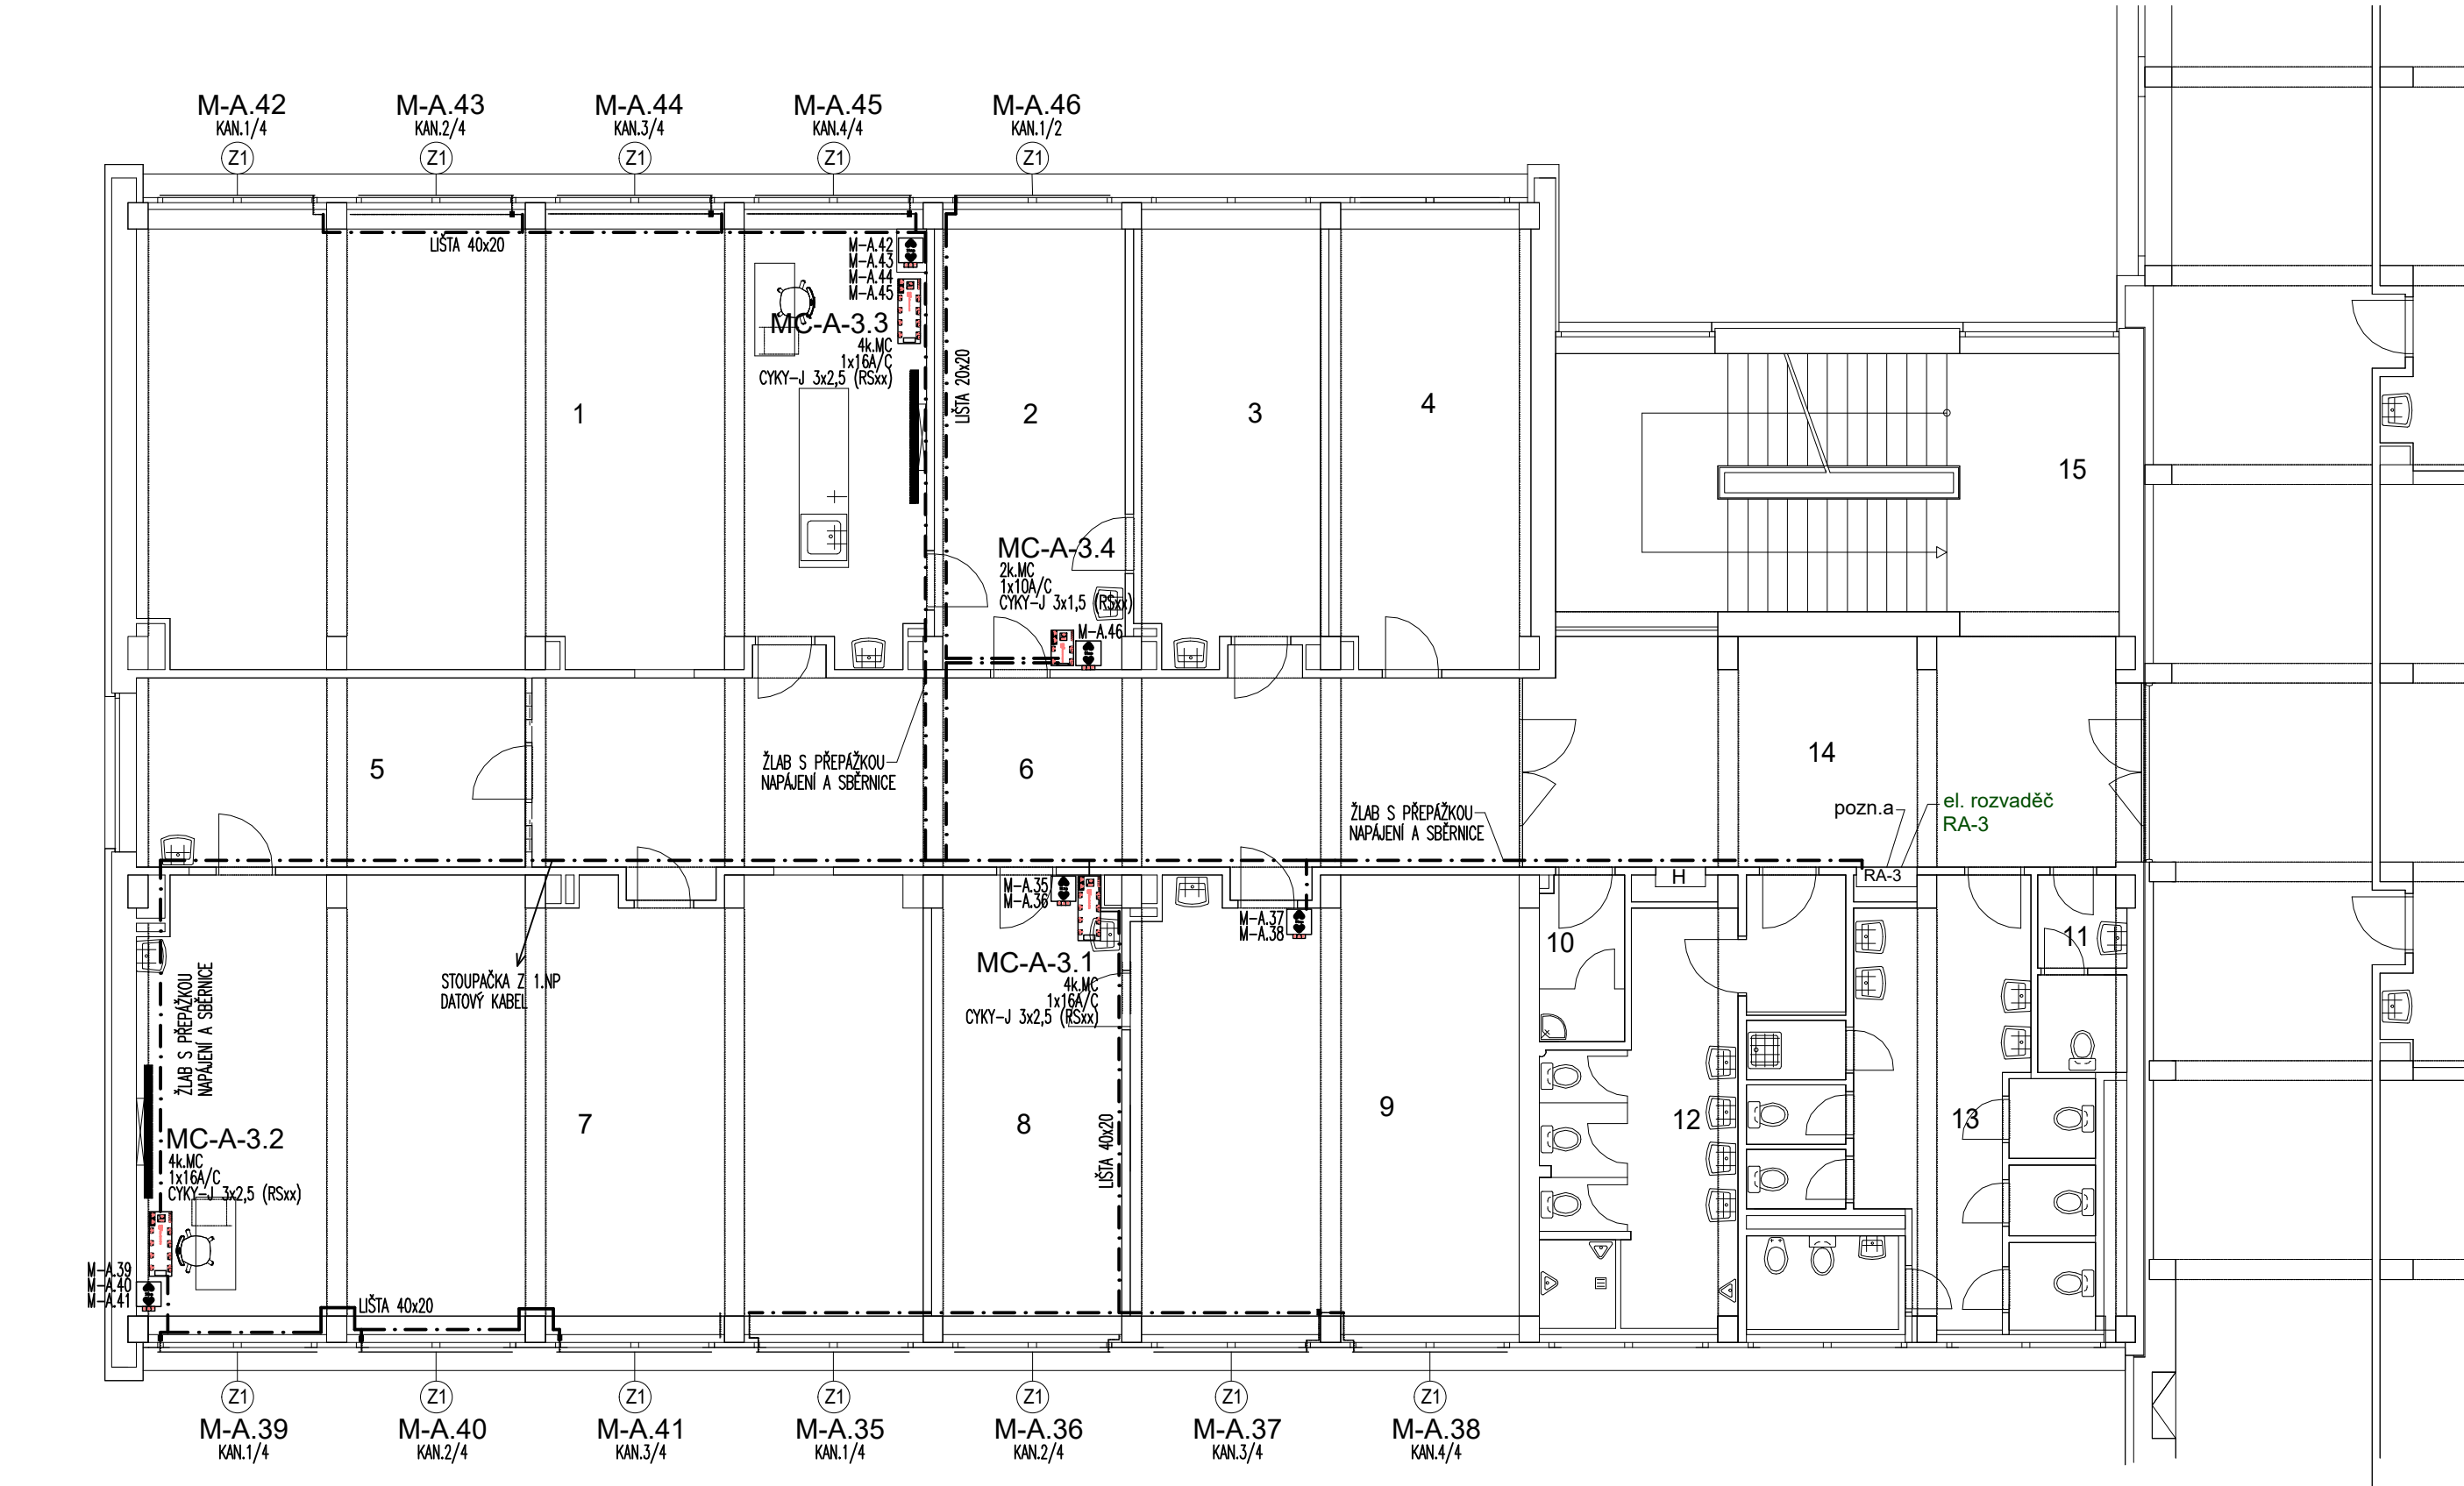 M-A.42
KAN.1/4
Z1
M-A.43
KAN.2/4
Z1
M-A.44
KAN.3/4
Z1
M-A.45
KAN.4/4
Z1
M-A.46
KAN.1/2
Z1
LIŠTA 40x20
M-A.42
M-A.43
M-A.44
M-A.45
MC-A-3.3
4k.MC
1x16A/C
CYKY-J 3x2,5 (RSxx)
LIŠTA 20x20
1
2
3
4
15
MC-A-3.4
2k.MC
1x10A/C
CYKY-J 3x1,5 (RSxx)
M-A.46
5
ŽLAB S PŘEPÁŽKOU
NAPÁJENÍ A SBĚRNICE
6
ŽLAB S PŘEPÁŽKOU
NAPÁJENÍ A SBĚRNICE
14
pozn.a
el. rozvaděč
RA-3
H
RA-3
M-A.35
M-A.36
M-A.37
M-A.38
10
11
MC-A-3.1
4k.MC
1x16A/C
CYKY-J 3x2,5 (RSxx)
STOUPAČKA Z 1.NP
DATOVÝ KABEL
ŽLAB S PŘEPÁŽKOU
NAPÁJENÍ A SBĚRNICE
MC-A-3.2
4k.MC
1x16A/C
CYKY-J 3x2,5 (RSxx)
7
8
LIŠTA 40x20
9
12
13
M-A.39
M-A.40
M-A.41
LIŠTA 40x20
Z1
M-A.39
KAN.1/4
Z1
M-A.40
KAN.2/4
Z1
M-A.41
KAN.3/4
Z1
M-A.35
KAN.1/4
Z1
M-A.36
KAN.2/4
Z1
M-A.37
KAN.3/4
Z1
M-A.38
KAN.4/4